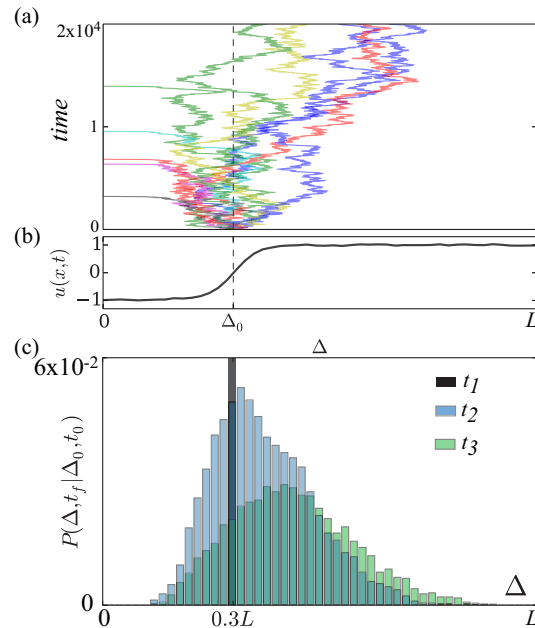 (a)
2x10⁴
time
1
0
(b)
u(x,t)
1
0
−1
0
Δ₀
L
Δ
(c)
6x10⁻²
P(Δ,t_f|Δ₀,t₀)
t₁
t₂
t₃
0
0
0.3L
L
Δ